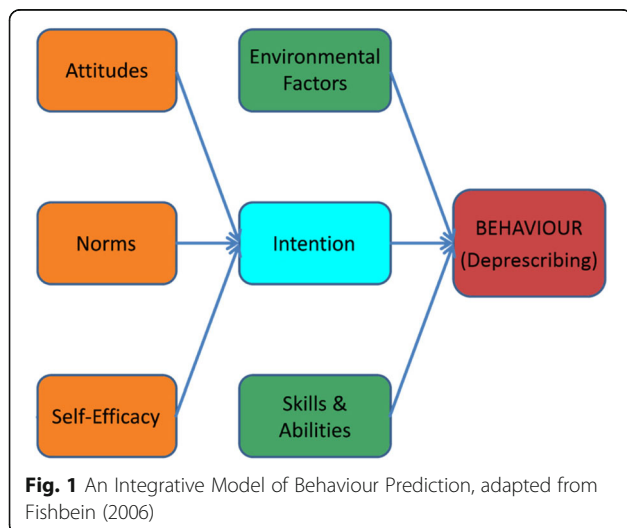 Attitudes
Environmental
Factors
Norms
Intention
BEHAVIOUR
(Deprescribing)
Self-Efficacy
Skills &
Abilities
Fig. 1 An Integrative Model of Behaviour Prediction, adapted from
Fishbein (2006)